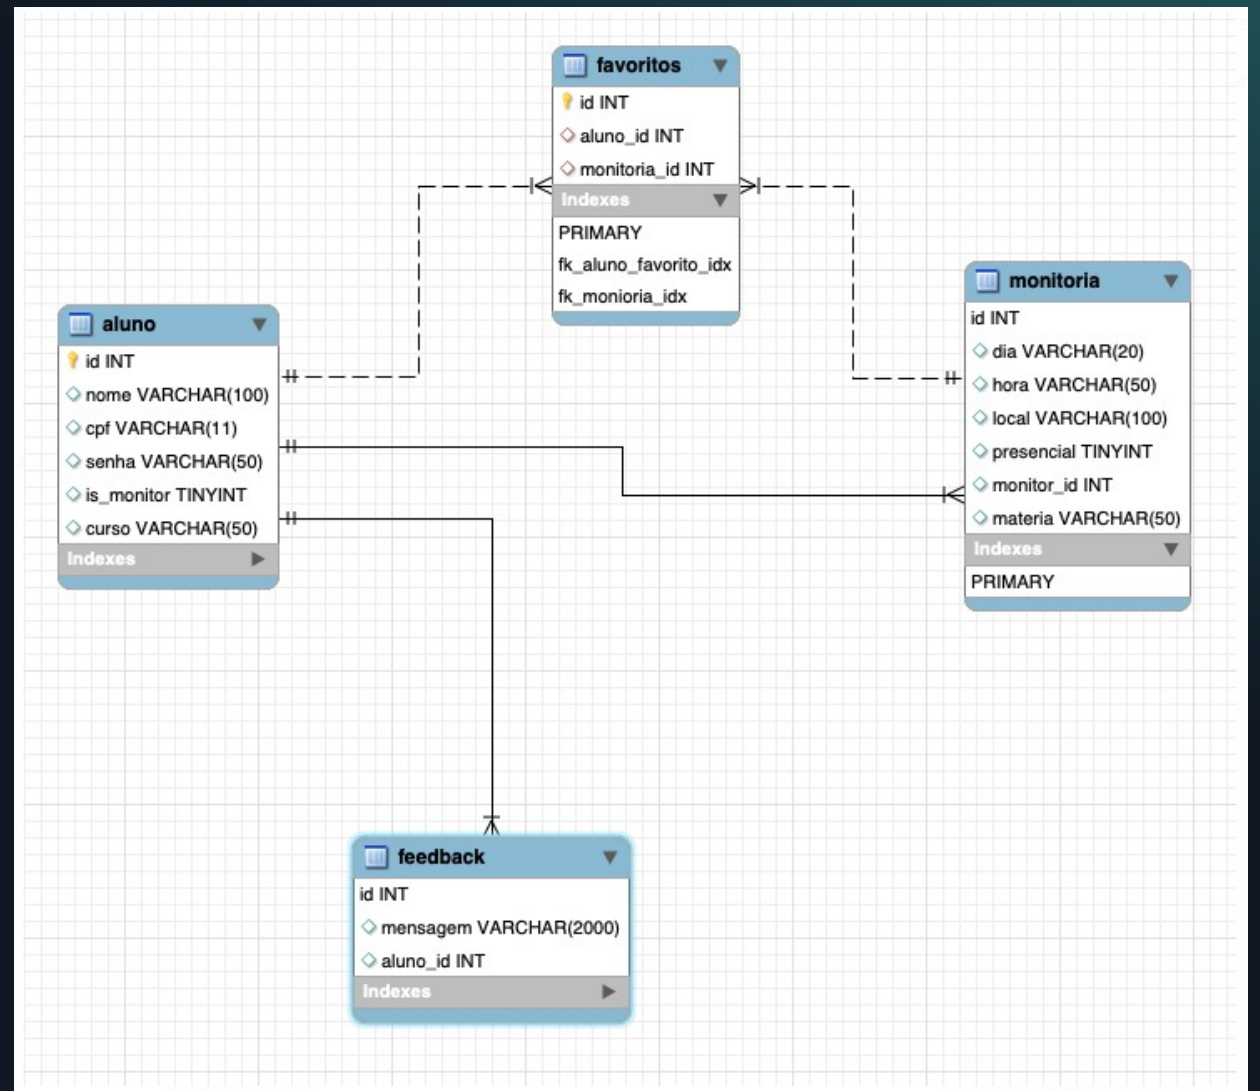 favoritos
id INT
aluno_id INT
monitoria_id INT
Indexes
PRIMARY
fk_aluno_favorito_idx
fk_monioria_idx
monitoria
id INT
dia VARCHAR(20)
hora VARCHAR(50)
local VARCHAR(100)
presencial TINYINT
monitor_id INT
materia VARCHAR(50)
Indexes
PRIMARY
aluno
id INT
nome VARCHAR(100)
cpf VARCHAR(11)
senha VARCHAR(50)
is_monitor TINYINT
curso VARCHAR(50)
Indexes
feedback
id INT
mensagem VARCHAR(2000)
aluno_id INT
Indexes